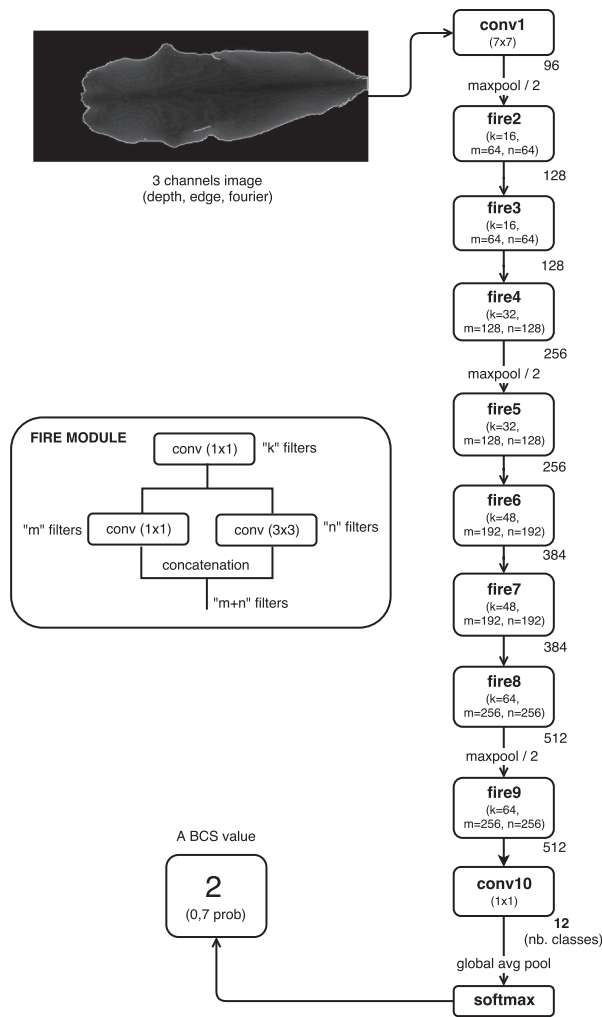 conv1
(7x7)
96
maxpool / 2
fire2
(k=16,
m=64, n=64)
128
3 channels image
(depth, edge, fourier)
fire3
(k=16,
m=64, n=64)
128
fire4
(k=32,
m=128, n=128)
256
maxpool / 2
fire5
(k=32,
m=128, n=128)
256
FIRE MODULE
conv (1x1)
"k" filters
"m" filters
conv (1x1)
conv (3x3)
"n" filters
concatenation
"m+n" filters
fire6
(k=48,
m=192, n=192)
384
fire7
(k=48,
m=192, n=192)
384
fire8
(k=64,
m=256, n=256)
512
maxpool / 2
fire9
(k=64,
m=256, n=256)
512
conv10
(1x1)
12
(nb. classes)
global avg pool
softmax
A BCS value
2
(0,7 prob)